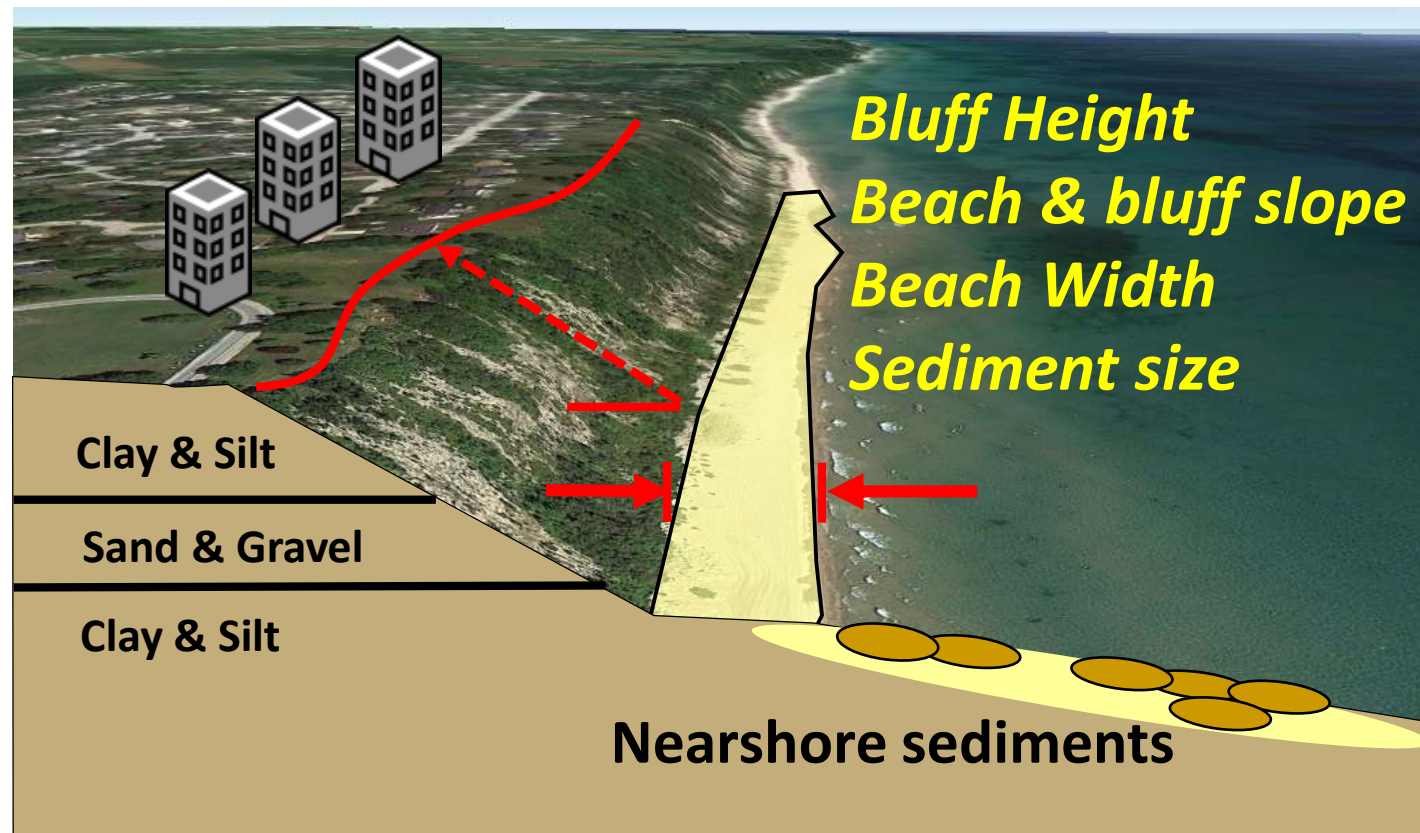 Bluff Height
Beach & bluff slope
Beach Width
Sediment size
Clay & Silt
Sand & Gravel
Clay & Silt
Nearshore sediments